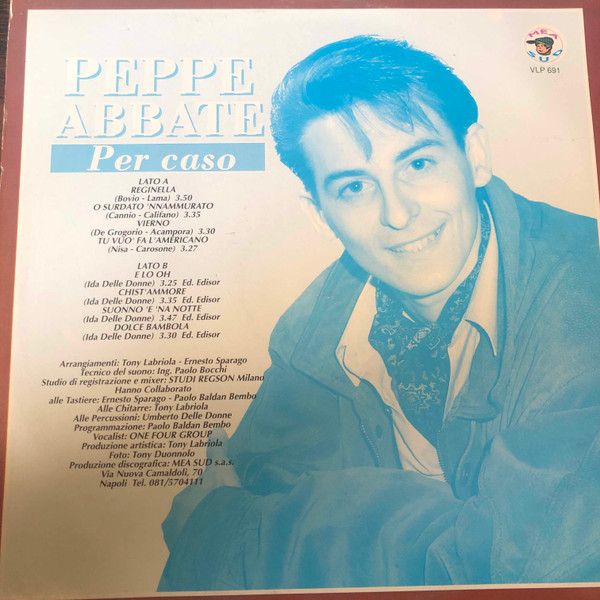 MEA
SUD
VLP 691
PEPPE
ABBATE
Per caso
LATO A
REGINELLA
(Bovio - Lama) 3.50
O SURDATO 'NNAMMURATO
(Cannio - Califano) 3.35
VIERNO
(De Grogorio - Acampora) 3.30
TU VUO' FA L'AMERICANO
(Nisa - Carosone) 3.27
LATO B
E LO OH
(Ida Delle Donne) 3.25 Ed. Edisor
CHIST'AMMORE
(Ida Delle Donne) 3.35 Ed. Edisor
SUONNO 'E 'NA NOTTE
(Ida Delle Donne) 3.47 Ed. Edisor
DOLCE BAMBOLA
(Ida Delle Donne) 3.30 Ed. Edisor
Arrangiamenti: Tony Labriola - Ernesto Sparago
Tecnico del suono: Ing. Paolo Bocchi
Studio di registrazione e mixer: STUDI REGSON Milano
Hanno Collaborato
alle Tastiere: Ernesto Sparago - Paolo Baldan Bembo
Alle Chitarre: Tony Labriola
Alle Percussioni: Umberto Delle Donne
Programmazione: Paolo Baldan Bembo
Vocalist: ONE FOUR GROUP
Produzione artistica: Tony Labriola
Foto: Tony Duonnolo
Produzione discografica: MEA SUD s.a.s.
Via Nuova Camaldoli, 70
Napoli Tel. 081/5704111